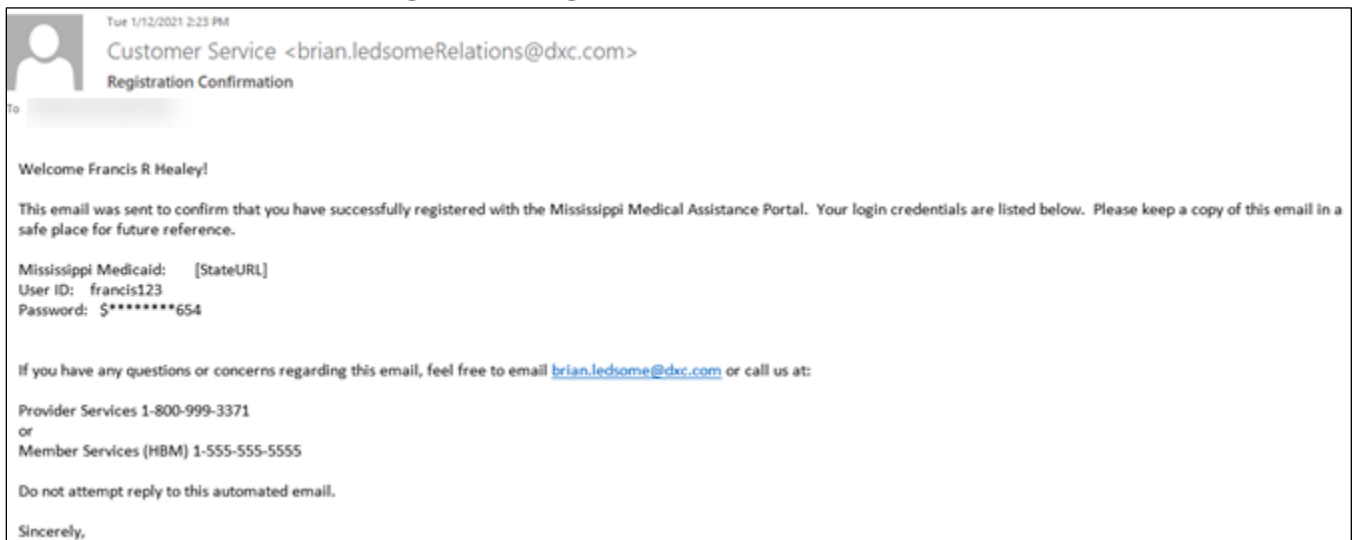 Tue 1/12/2021 2:23 PM
Customer Service <brian.ledsomeRelations@dxc.com>
Registration Confirmation
To
Welcome Francis R Healey!
This email was sent to confirm that you have successfully registered with the Mississippi Medical Assistance Portal. Your login credentials are listed below. Please keep a copy of this email in a
safe place for future reference.
Mississippi Medicaid: [StateURL]
User ID: francis123
Password: $********654
If you have any questions or concerns regarding this email, feel free to email brian.ledsome@dxc.com or call us at:
Provider Services 1-800-999-3371
or
Member Services (HBM) 1-555-555-5555
Do not attempt reply to this automated email.
Sincerely,